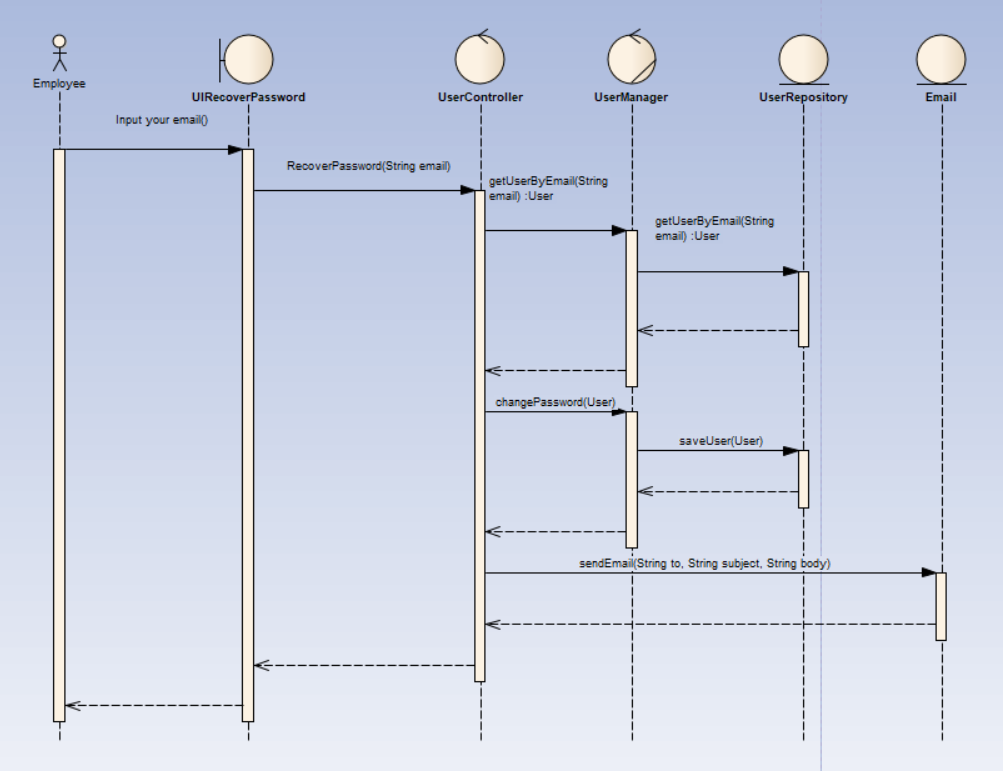 Employee
UIRecoverPassword
UserController
UserManager
UserRepository
Email
Input your email()
RecoverPassword(String email)
getUserByEmail(String
email) :User
getUserByEmail(String
email) :User
changePassword(User)
saveUser(User)
sendEmail(String to, String subject, String body)